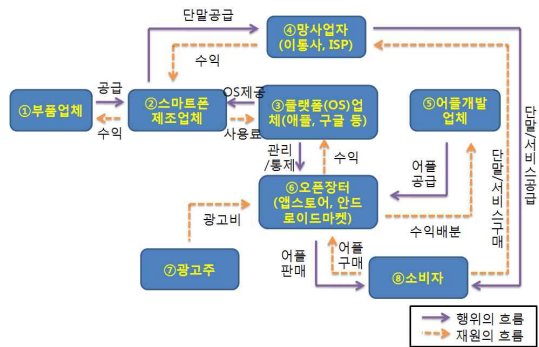 단말공급
④망사업자
(이통사, ISP)
수익
공급
①부품업체
수익
②스마트폰
제조업체
OS제공
사용료
③플랫폼(OS)업
체(애플, 구글 등)
⑤어플개발
업체
관리
/통제
수익
어플
공급
단말/서비스구매
단말/서비스공급
⑥오픈장터
(앱스토어, 안드
로이드마켓)
광고비
수익배분
⑦광고주
어플
판매
어플
구매
⑧소비자
행위의 흐름
재원의 흐름